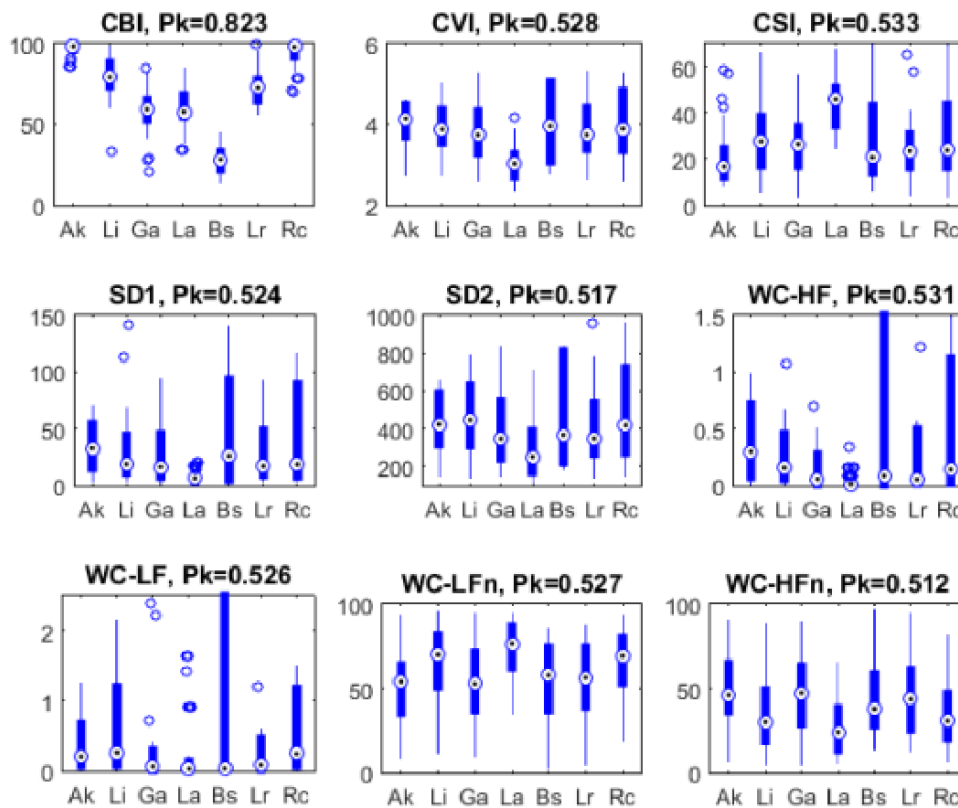 CBI, Pk=0.823
100
50
0
Ak Li Ga La Bs Lr Rc
CVI, Pk=0.528
6
4
2
Ak Li Ga La Bs Lr Rc
CSI, Pk=0.533
60
40
20
0
Ak Li Ga La Bs Lr Rc
SD1, Pk=0.524
150
100
50
0
Ak Li Ga La Bs Lr Rc
SD2, Pk=0.517
1000
800
600
400
200
Ak Li Ga La Bs Lr Rc
WC-HF, Pk=0.531
1.5
1
0.5
0
Ak Li Ga La Bs Lr Rc
WC-LF, Pk=0.526
2
1
0
Ak Li Ga La Bs Lr Rc
WC-LFn, Pk=0.527
100
50
0
Ak Li Ga La Bs Lr Rc
WC-HFn, Pk=0.512
100
50
0
Ak Li Ga La Bs Lr Rc